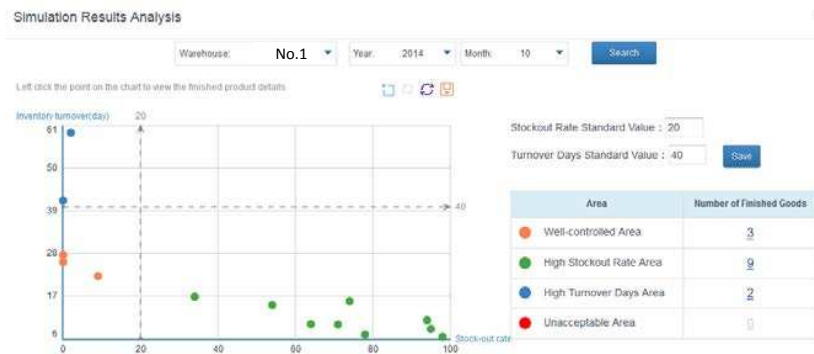 Simulation Results Analysis
Warehouse: No.1 Year: 2014 Month: 10 Search
Left click the point on the chart to view the finished product details
Inventory turnover(day)
20
61
50
39
28
17
6
40
0 20 40 60 80 100
Stock-out rate
Stockout Rate Standard Value : 20
Turnover Days Standard Value : 40 Save
Area Number of Finished Goods
Well-controlled Area 3
High Stockout Rate Area 9
High Turnover Days Area 2
Unacceptable Area 0